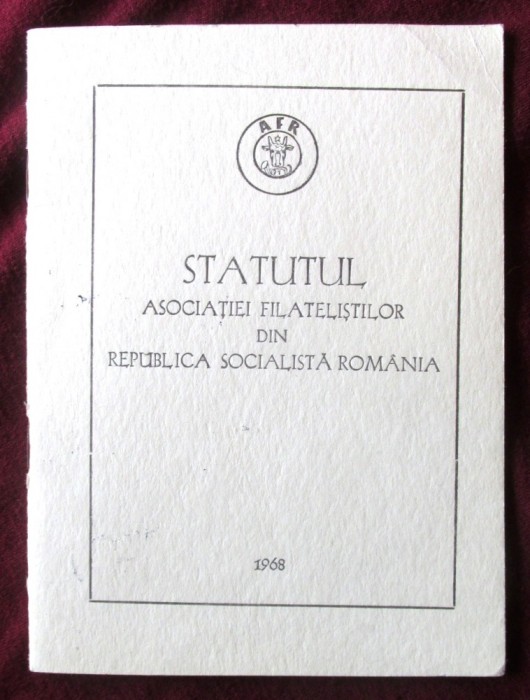 AFR
STATUTUL
ASOCIAȚIEI FILATELIȘTILOR
DIN
REPUBLICA SOCIALISTĂ ROMÂNIA
1968